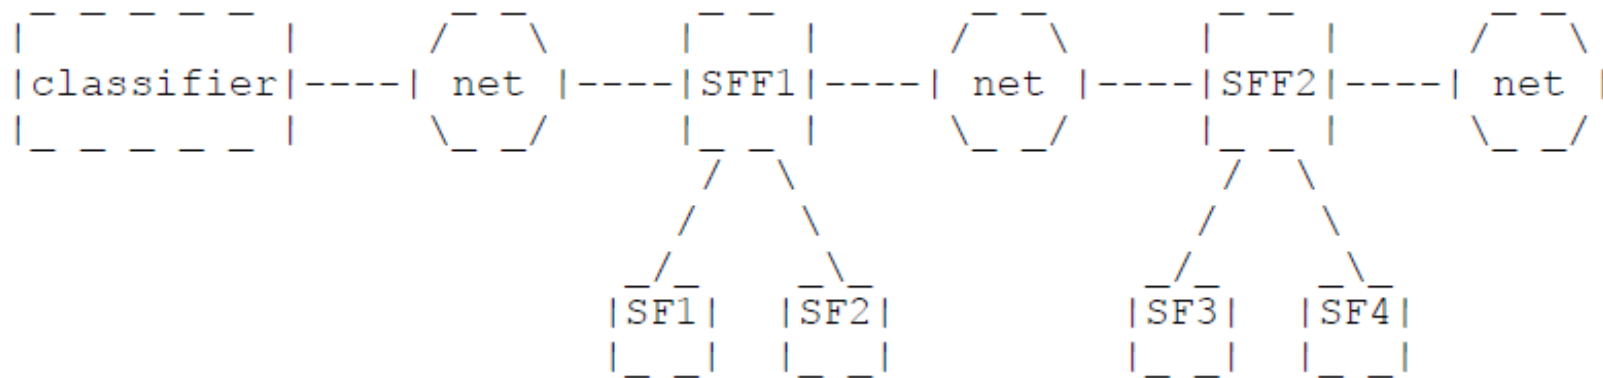 classifier net SFF1 net SFF2 net
SF1 SF2 SF3 SF4